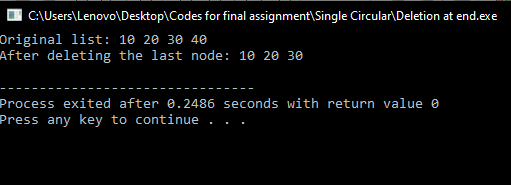 C:\Users\Lenovo\Desktop\Codes for final assignment\Single Circular\Deletion at end.exe
Original list: 10 20 30 40
After deleting the last node: 10 20 30
--------------------------------
Process exited after 0.2486 seconds with return value 0
Press any key to continue . . .